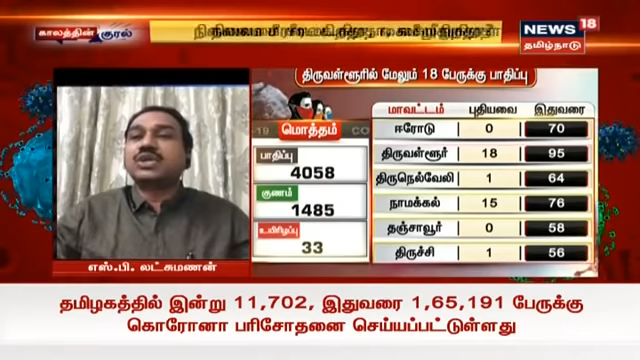 காலத்தின் குரல்
NEWS 18
தமிழ்நாடு
திருவள்ளூரில் மேலும் 18 பேருக்கு பாதிப்பு
மொத்தம்
பாதிப்பு
4058
குணம்
1485
உயிரிழப்பு
33
மாவட்டம் புதியவை இதுவரை
ஈரோடு 0 70
திருவள்ளூர் 18 95
திருநெல்வேலி 1 64
நாமக்கல் 15 76
தஞ்சாவூர் 0 58
திருச்சி 1 56
எஸ்.பி. லட்சுமணன்
தமிழகத்தில் இன்று 11,702, இதுவரை 1,65,191 பேருக்கு
கொரோனா பரிசோதனை செய்யப்பட்டுள்ளது